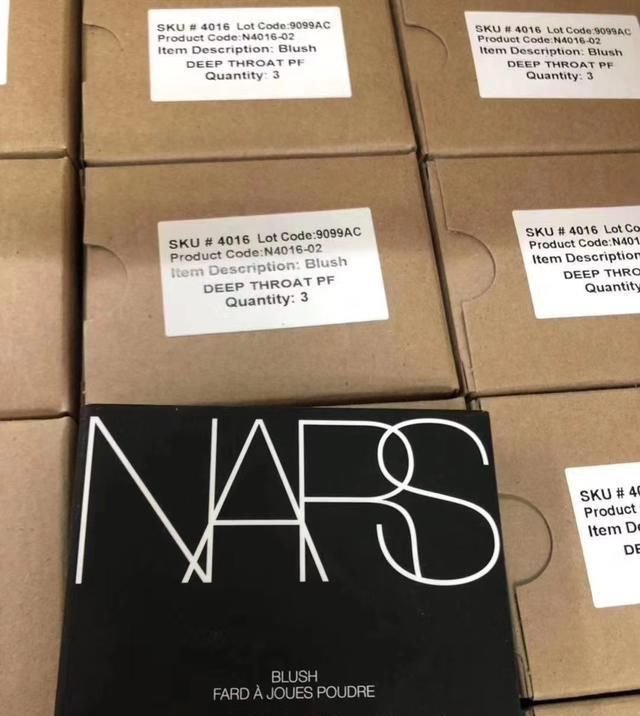 SKU # 4016 Lot Code:9099AC
Product Code:N4016-02
Item Description: Blush
DEEP THROAT PF
Quantity: 3
SKU # 4016 Lot Code:9099AC
Product Code:N4016-02
Item Description: Blush
DEEP THROAT PF
Quantity: 3
SKU # 4016 Lot Code:9099AC
Product Code:N4016-02
Item Description: Blush
DEEP THROAT PF
Quantity: 3
SKU # 4016 Lot Co
Product Code:N401
Item Description
DEEP THRO
Quantity
SKU # 40
Product
Item De
DE
NARS
BLUSH
FARD À JOUES POUDRE